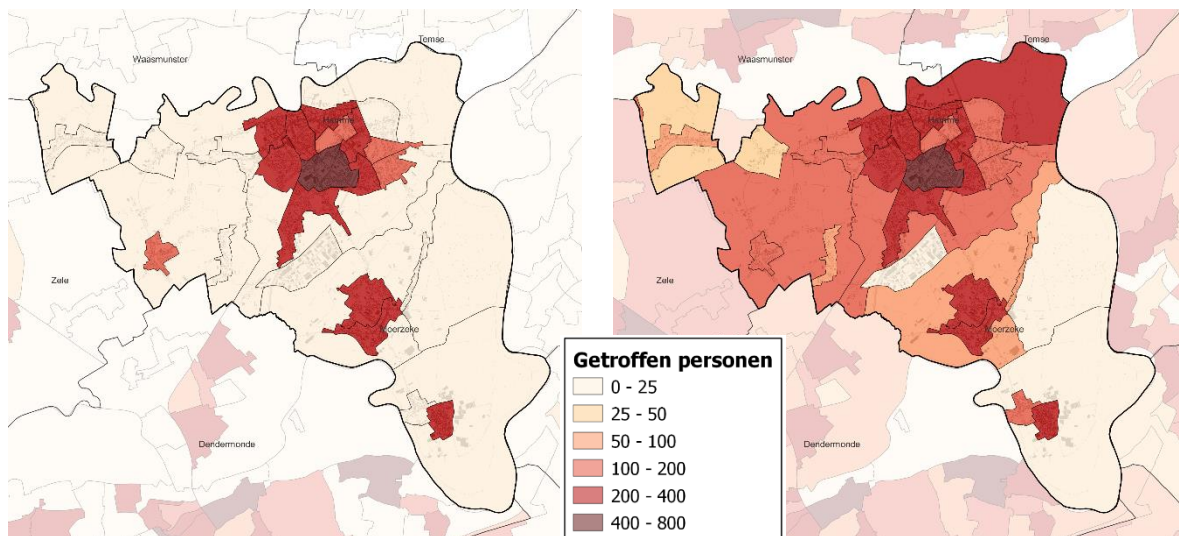 Temse
Waasmunster
Hamme
Zele
Moerzeke
Dendermonde
Temse
Waasmunster
Hamme
Zele
Moerzeke
Dendermonde
Getroffen personen
0 - 25
25 - 50
50 - 100
100 - 200
200 - 400
400 - 800